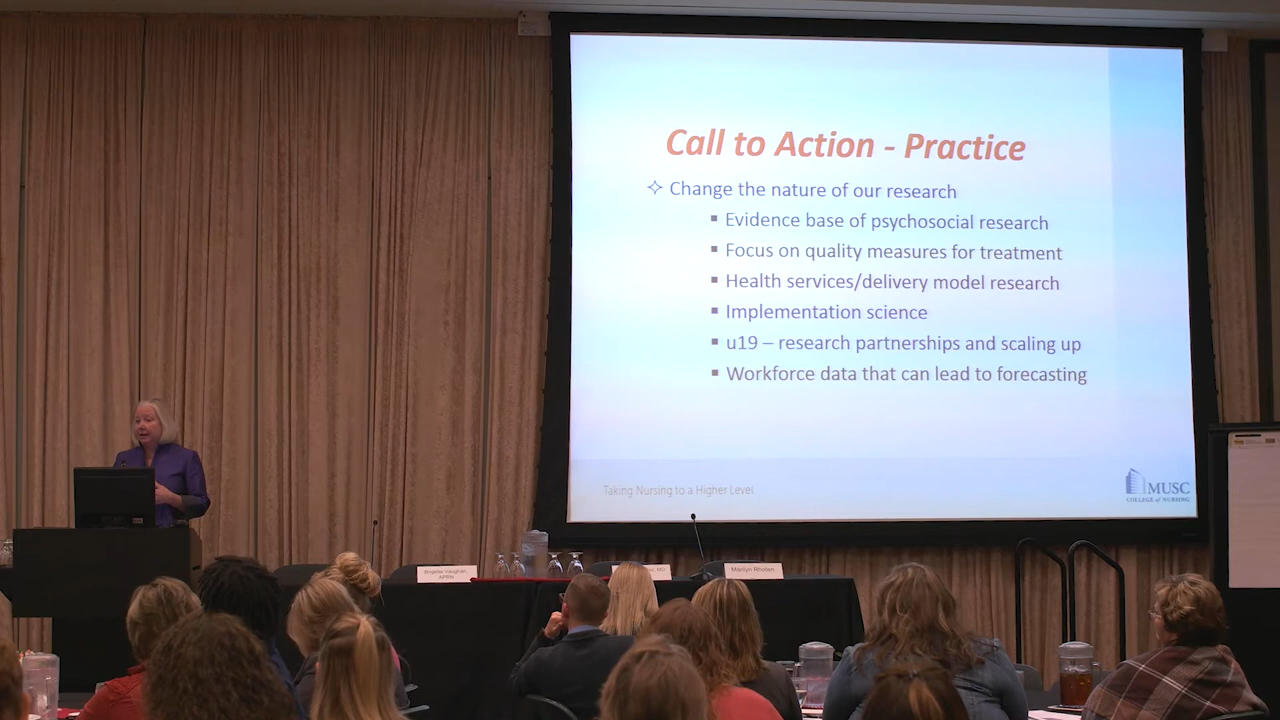 Call to Action - Practice
✧ Change the nature of our research
▪ Evidence base of psychosocial research
▪ Focus on quality measures for treatment
▪ Health services/delivery model research
▪ Implementation science
▪ u19 – research partnerships and scaling up
▪ Workforce data that can lead to forecasting
Taking Nursing to a Higher Level
MUSC
COLLEGE of NURSING
Brigette Vaughan,
APRN
MD
Marilyn Rhoten